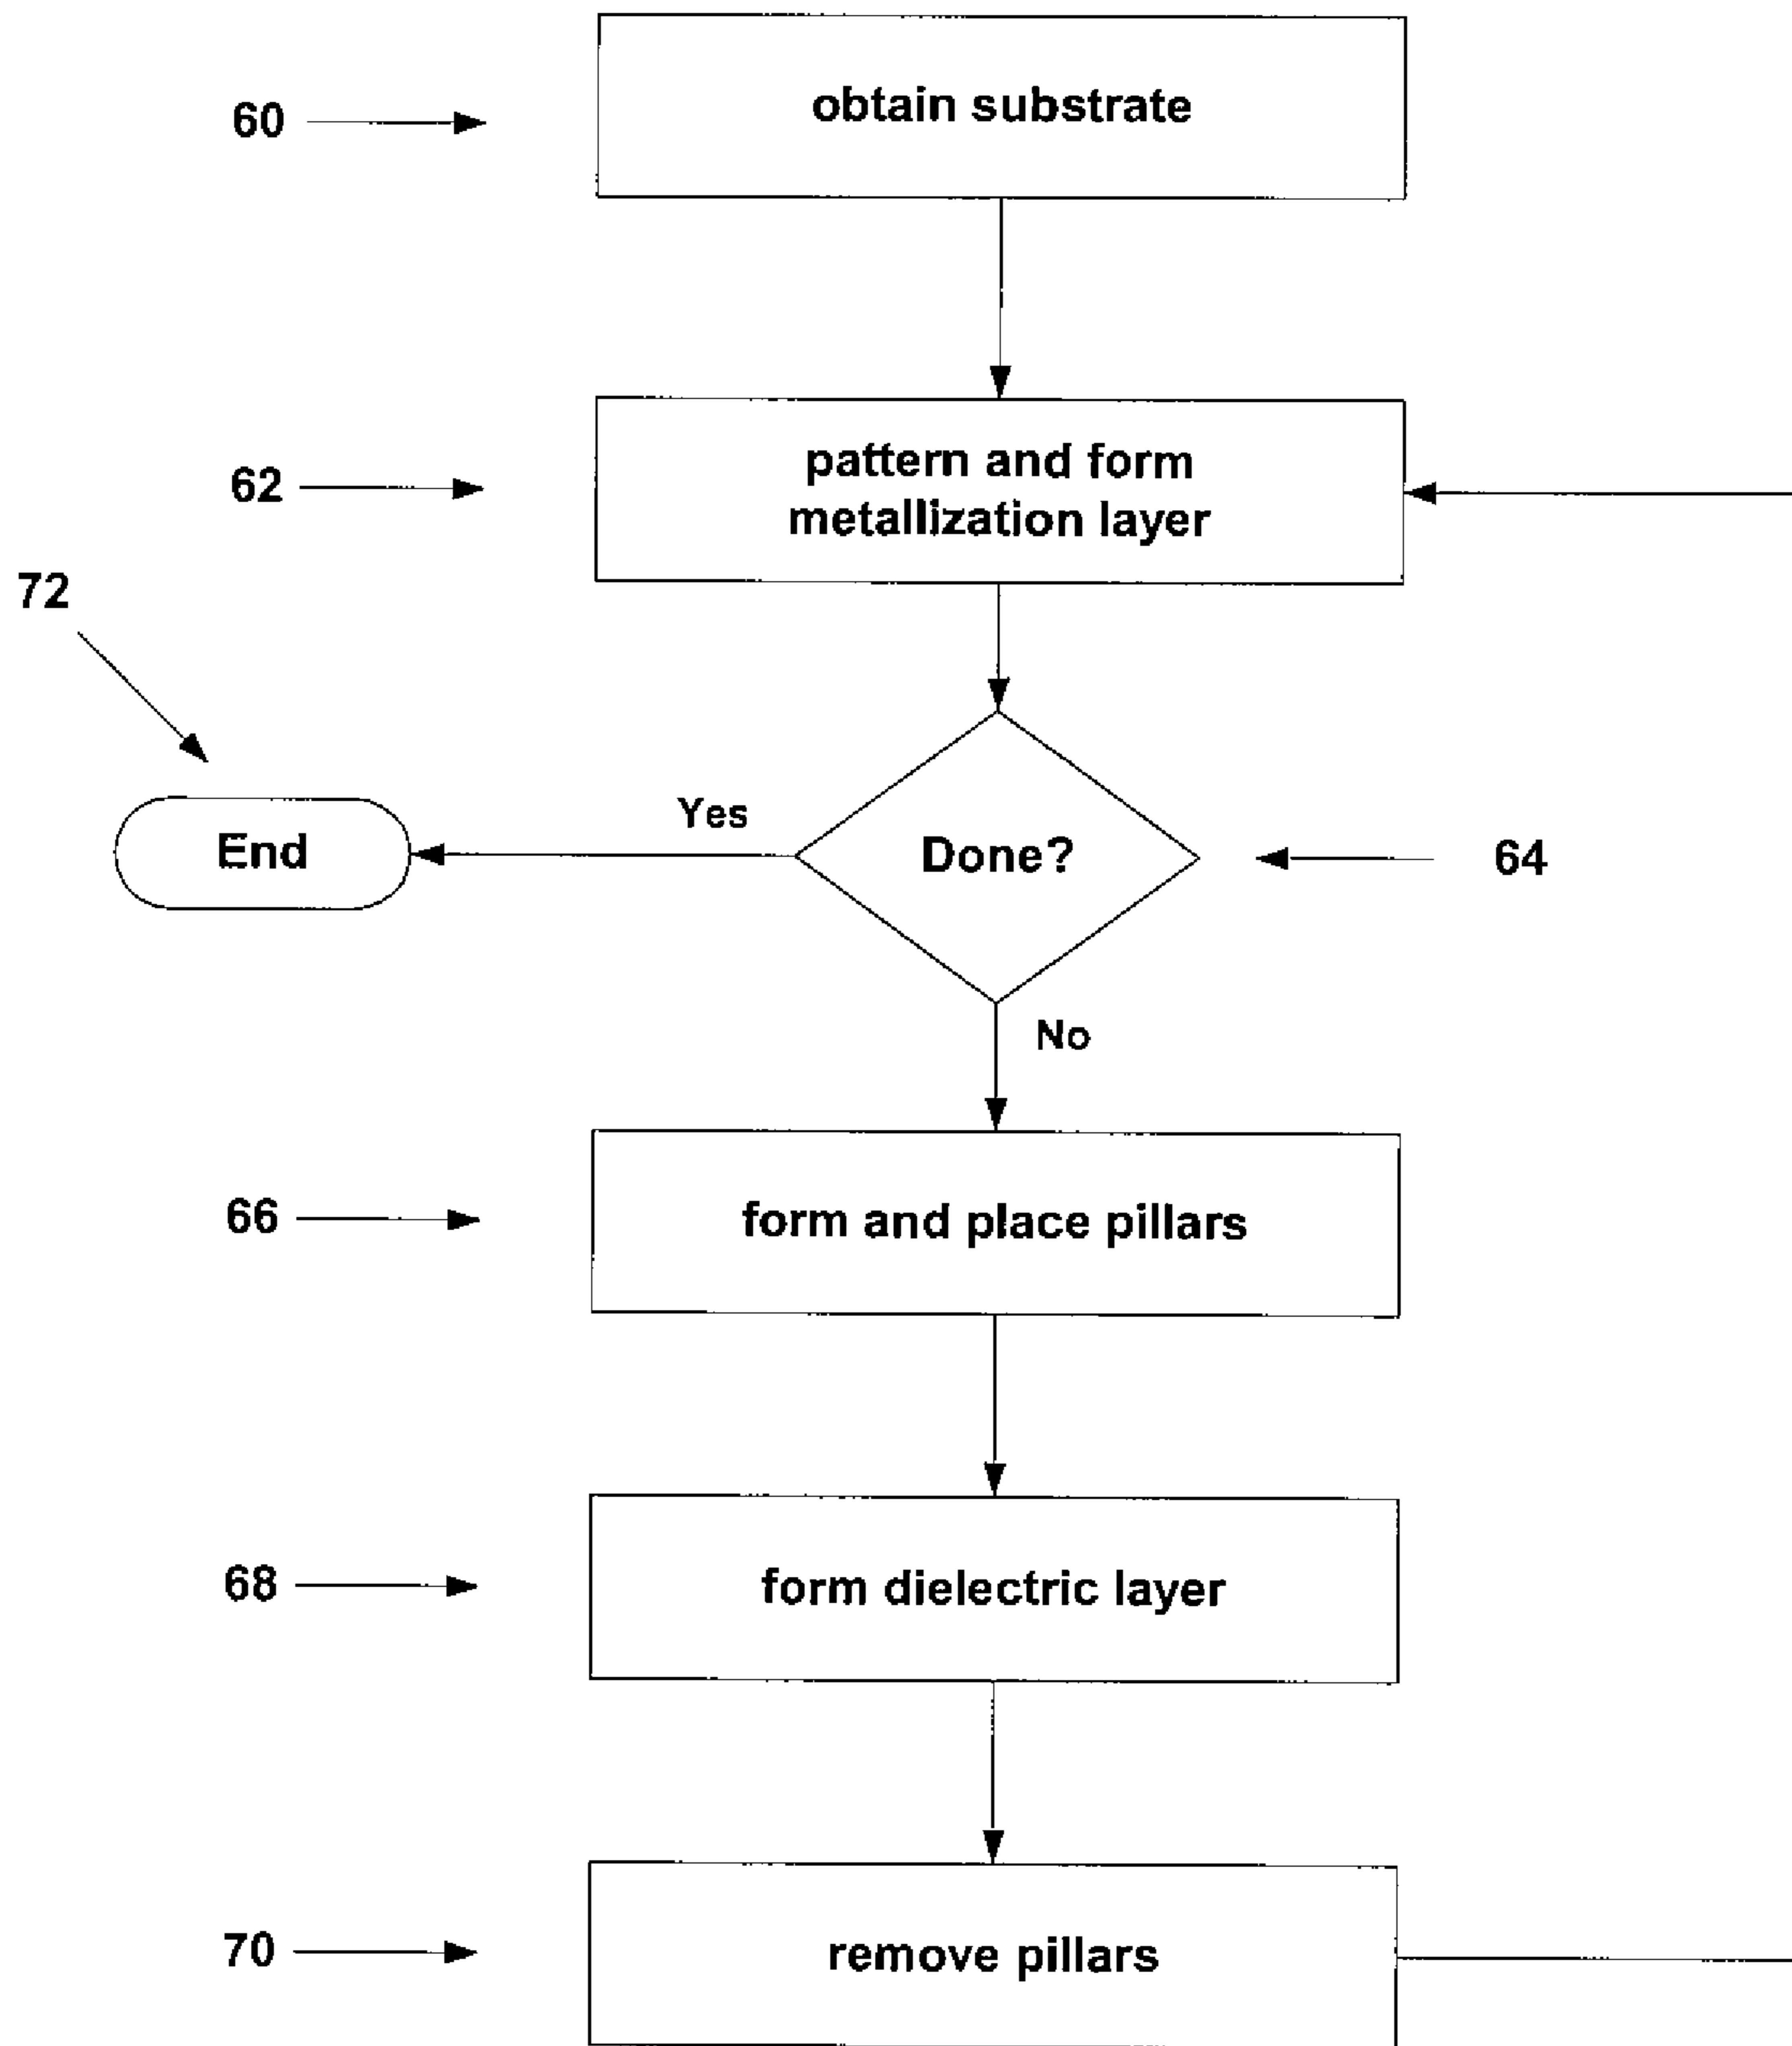 60
obtain substrate
62
pattern and form
metallization layer
72
End
Yes
Done?
64
No
66
form and place pillars
68
form dielectric layer
70
remove pillars